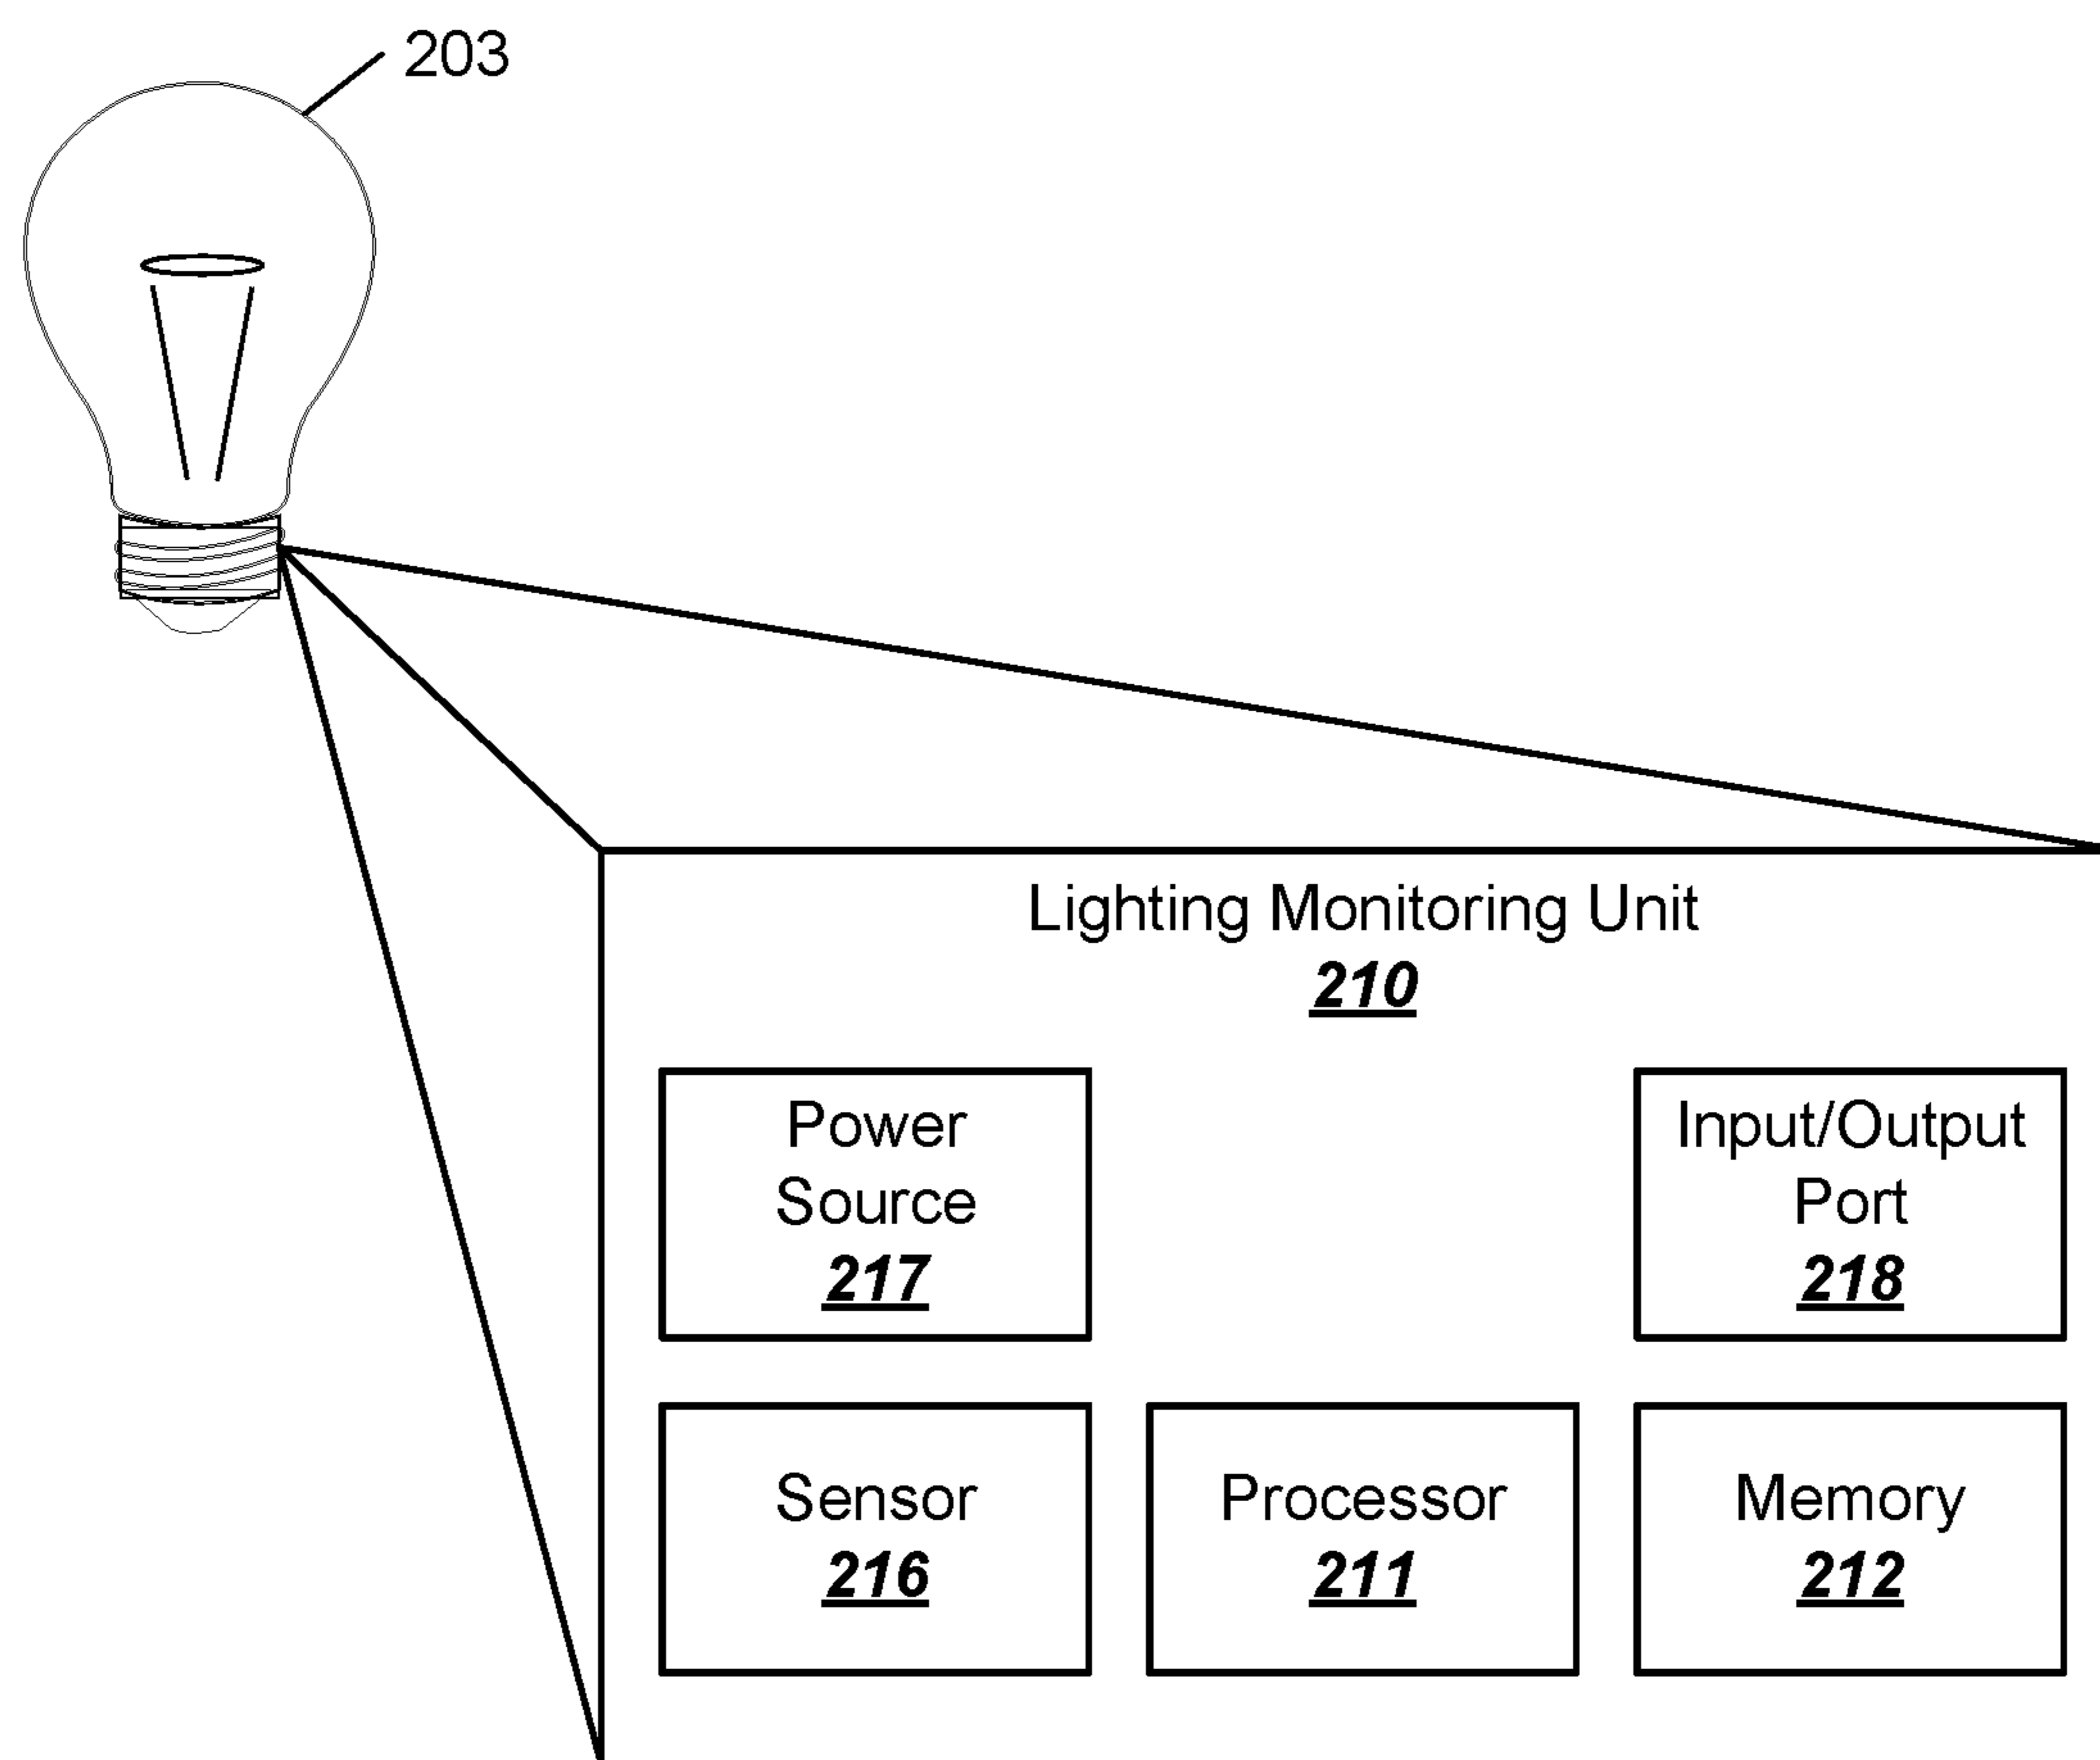 203
Lighting Monitoring Unit
210
Power
Source
217
Input/Output
Port
218
Sensor
216
Processor
211
Memory
212